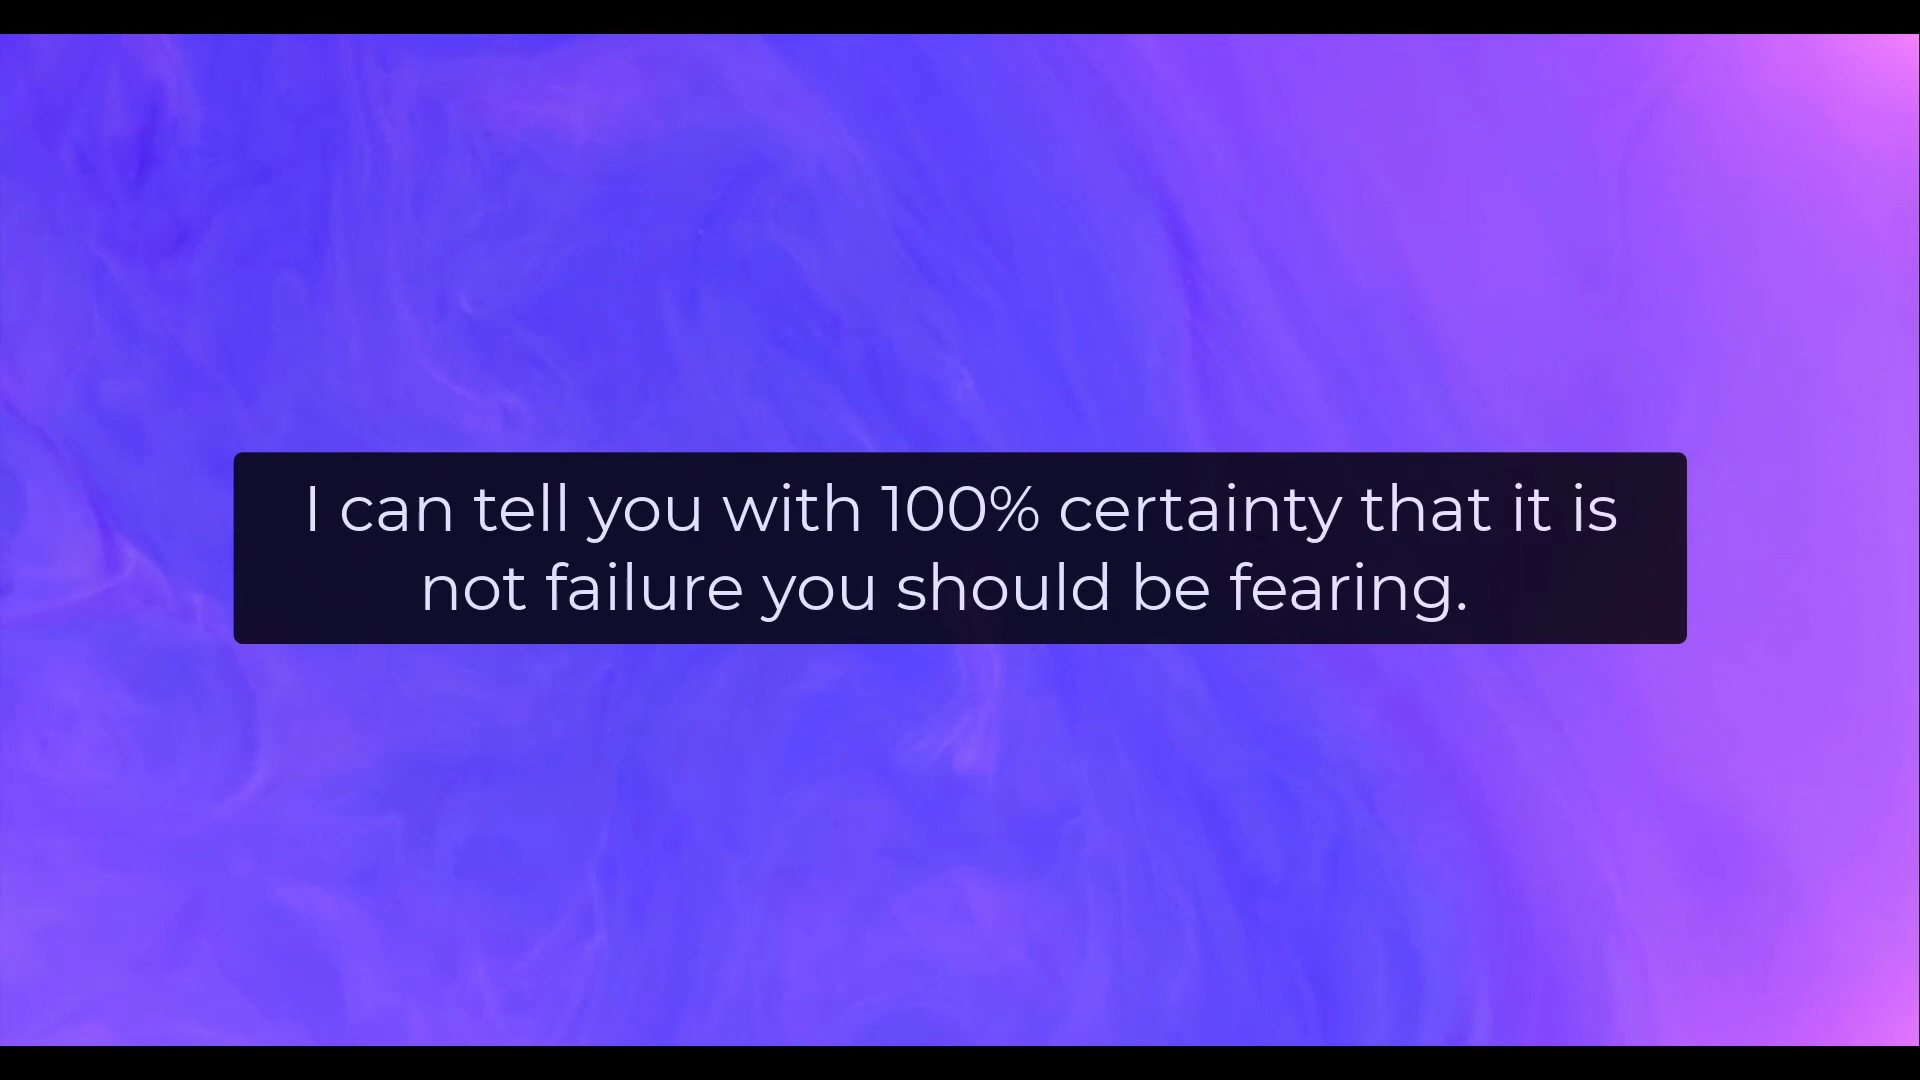 I can tell you with 100% certainty that it is
not failure you should be fearing.